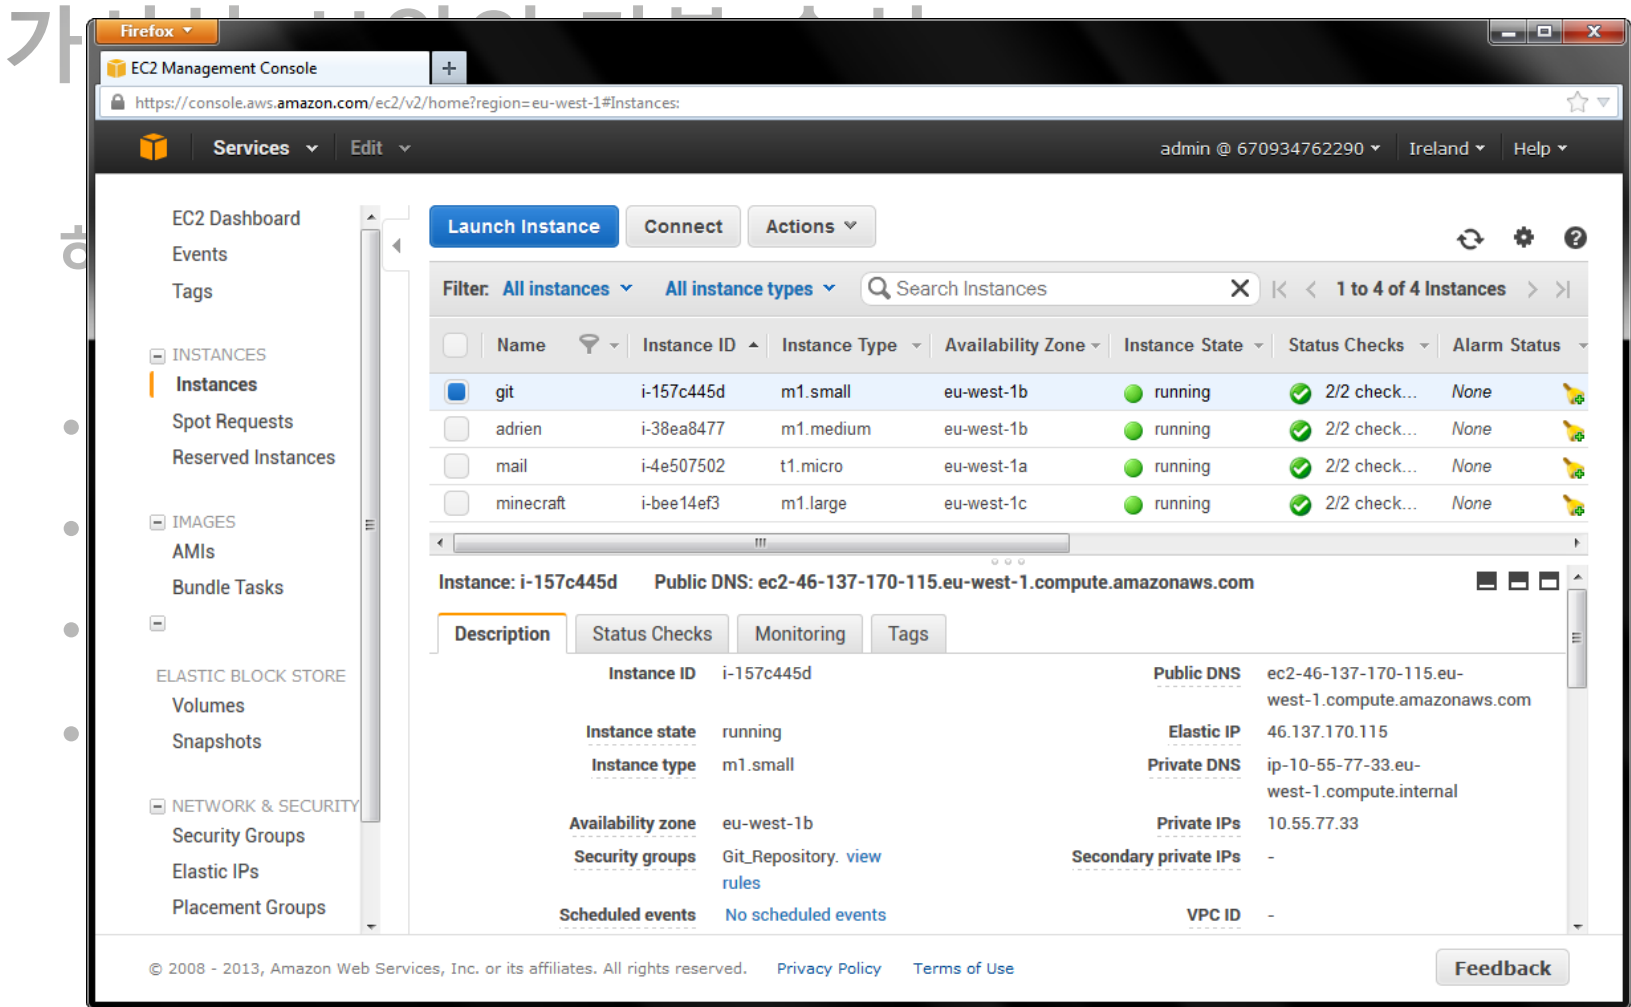 가
Firefox
EC2 Management Console
https://console.aws.amazon.com/ec2/v2/home?region=eu-west-1#Instances:
Services Edit admin @ 670934762290 Ireland Help
EC2 Dashboard
Events
Tags
INSTANCES
Instances
Spot Requests
Reserved Instances
IMAGES
AMIs
Bundle Tasks
ELASTIC BLOCK STORE
Volumes
Snapshots
NETWORK & SECURITY
Security Groups
Elastic IPs
Placement Groups
Launch Instance Connect Actions
Filter: All instances All instance types Search Instances 1 to 4 of 4 Instances
Name Instance ID Instance Type Availability Zone Instance State Status Checks Alarm Status
git i-157c445d m1.small eu-west-1b running 2/2 check... None
adrien i-38ea8477 m1.medium eu-west-1b running 2/2 check... None
mail i-4e507502 t1.micro eu-west-1a running 2/2 check... None
minecraft i-bee14ef3 m1.large eu-west-1c running 2/2 check... None
Instance: i-157c445d Public DNS: ec2-46-137-170-115.eu-west-1.compute.amazonaws.com
Description Status Checks Monitoring Tags
Instance ID i-157c445d Public DNS ec2-46-137-170-115.eu-
west-1.compute.amazonaws.com
Instance state running Elastic IP 46.137.170.115
Instance type m1.small Private DNS ip-10-55-77-33.eu-
west-1.compute.internal
Availability zone eu-west-1b Private IPs 10.55.77.33
Security groups Git_Repository. view Secondary private IPs -
rules
Scheduled events No scheduled events VPC ID -
© 2008 - 2013, Amazon Web Services, Inc. or its affiliates. All rights reserved. Privacy Policy Terms of Use Feedback